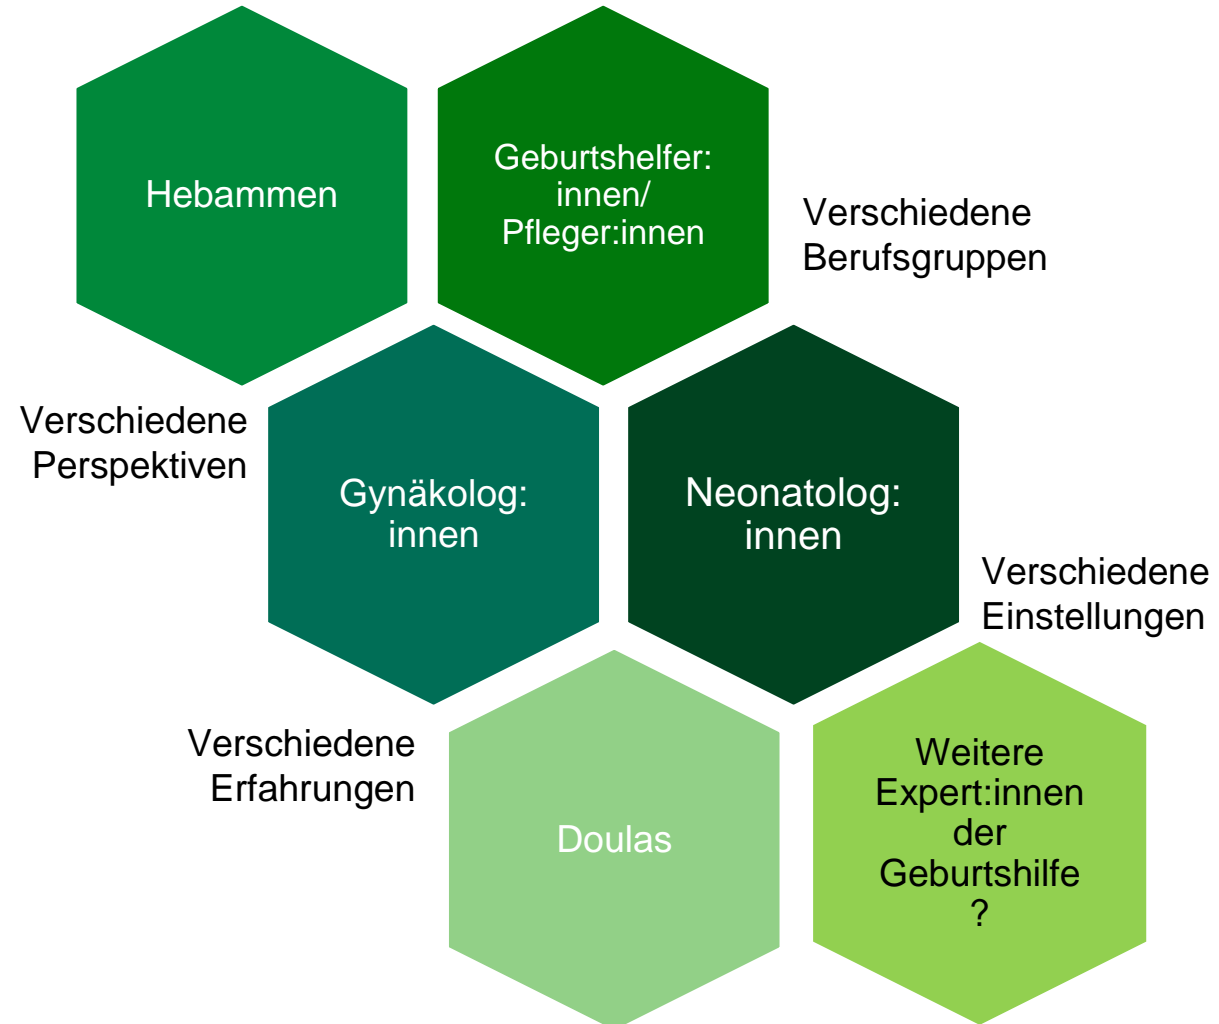 Hebammen
Geburtshelfer:
innen/
Pfleger:innen
Verschiedene
Berufsgruppen
Verschiedene
Perspektiven
Gynäkolog:
innen
Neonatolog:
innen
Verschiedene
Einstellungen
Verschiedene
Erfahrungen
Doulas
Weitere
Expert:innen
der
Geburtshilfe
?